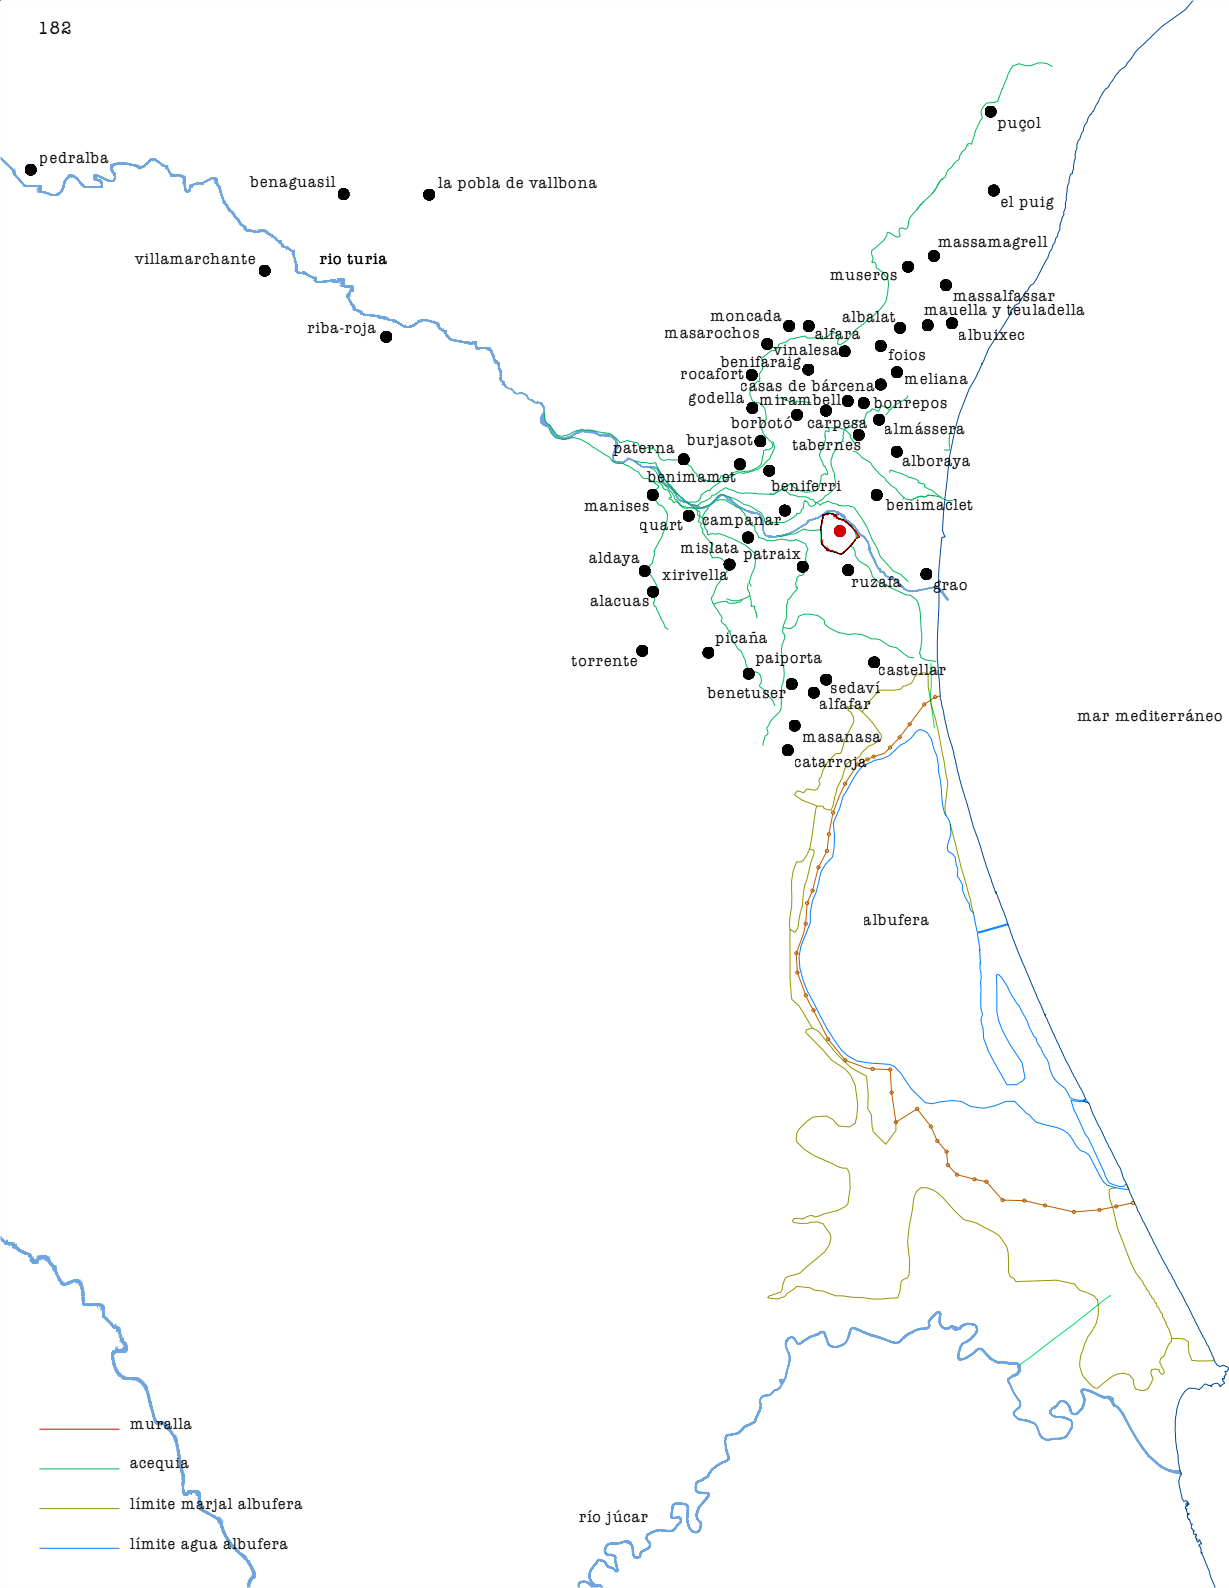 182
puçol
pedralba
benaguasil
la pobla de vallbona
el puig
massamagrell
villamarchante
rio turia
museros
massalfassar
mauella y teuladella
moncada
albalat
riba-roja
masarochos
alfara
albuixec
vinalesa
foios
benifaraig
rocafort
meliana
casas de bárcena
godella
mirambell
bonrepos
borbotó
carpesa
almássera
burjasot
tabernes
paterna
alboraya
benimamet
beniferri
manises
benimaclet
quart
campanar
mislata
patraix
aldaya
xirivella
ruzafa
grao
alacuas
picaña
torrente
paiporta
castellar
benetuser
sedaví
alfafar
mar mediterráneo
masanasa
catarroja
albufera
muralla
acequia
límite marjal albufera
río júcar
límite agua albufera